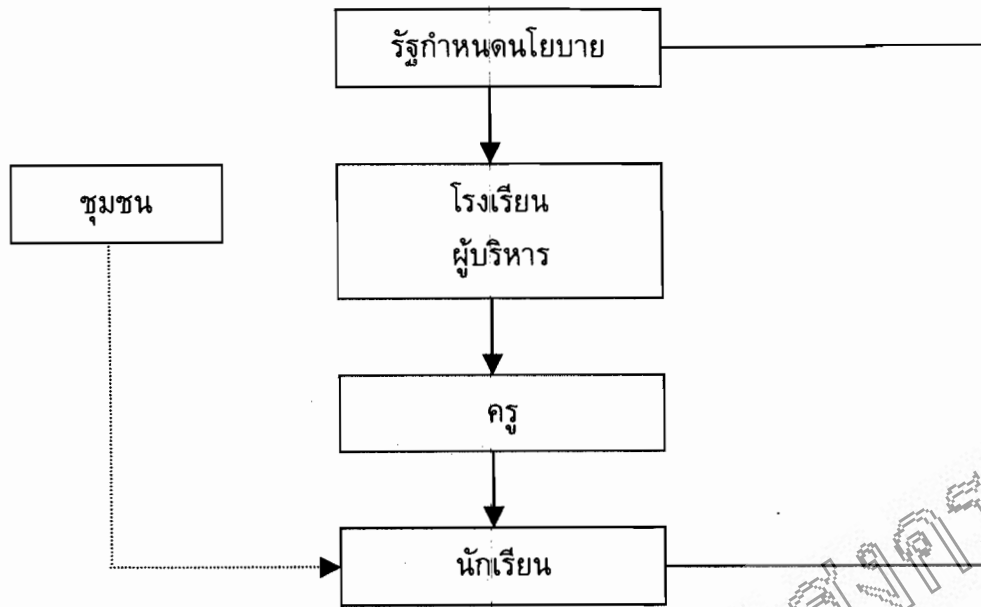 รัฐกำหนดนโยบาย
ชุมชน
โรงเรียน
ผู้บริหาร
ครู
นักเรียน